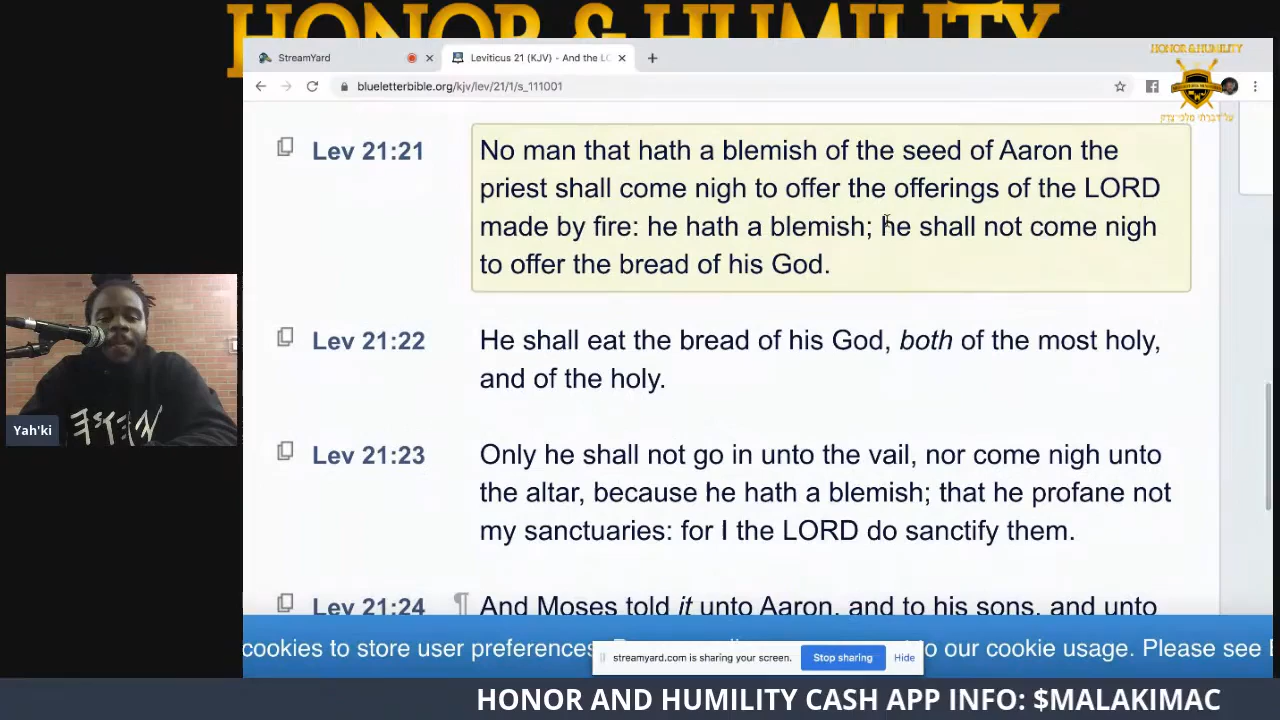 HONOR & HUMILITY
StreamYard
Leviticus 21 (KJV) - And the LO
blueletterbible.org/kjv/lev/21/1/s_111001
HONOR & HUMILITY
Lev 21:21
No man that hath a blemish of the seed of Aaron the
priest shall come nigh to offer the offerings of the LORD
made by fire: he hath a blemish; he shall not come nigh
to offer the bread of his God.
Lev 21:22
He shall eat the bread of his God, both of the most holy,
and of the holy.
Lev 21:23
Only he shall not go in unto the vail, nor come nigh unto
the altar, because he hath a blemish; that he profane not
my sanctuaries: for I the LORD do sanctify them.
Lev 21:24
¶ And Moses told it unto Aaron, and to his sons, and unto
Yah'ki
cookies to store user preferences.
to our cookie usage. Please see
streamyard.com is sharing your screen.
Stop sharing
Hide
HONOR AND HUMILITY CASH APP INFO: $MALAKIMAC